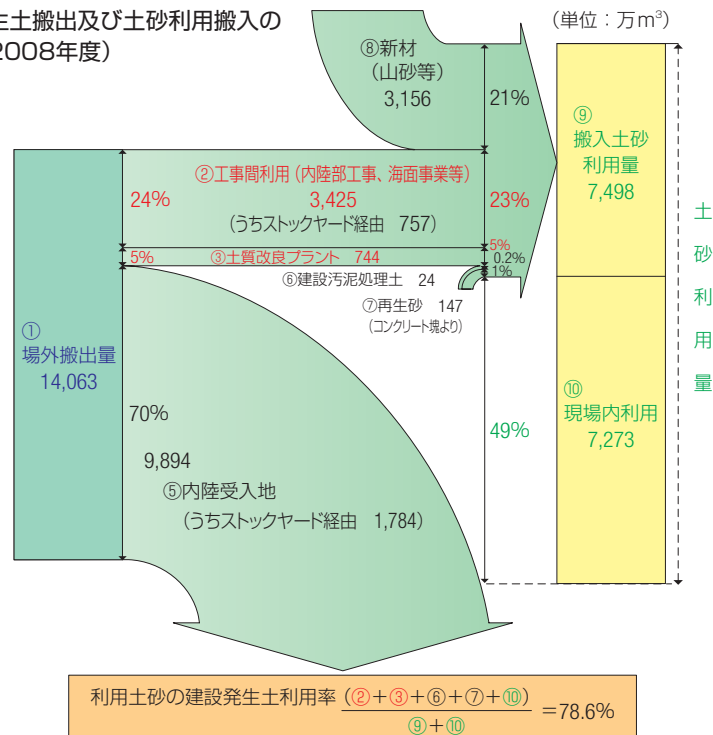 生土搬出及び土砂利用搬入の
2008年度）
（単位：万m³）
⑧新材
（山砂等）
3,156
21%
⑨
搬入土砂
利用量
7,498
②工事間利用（内陸部工事、海面事業等）
24%
3,425
23%
（うちストックヤード経由 757）
5%
③土質改良プラント 744
5%
0.2%
1%
⑥建設汚泥処理土 24
⑦再生砂 147
（コンクリート塊より）
土砂利用量
①
場外搬出量
14,063
70%
9,894
⑤内陸受入地
（うちストックヤード経由 1,784）
49%
⑩
現場内利用
7,273
利用土砂の建設発生土利用率 (②+③+⑥+⑦+⑩)
⑨+⑩
=78.6%